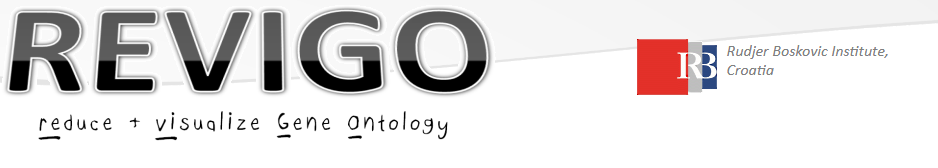 REVIGO
reduce + visualize Gene Ontology
RB
Rudjer Boskovic Institute,
Croatia